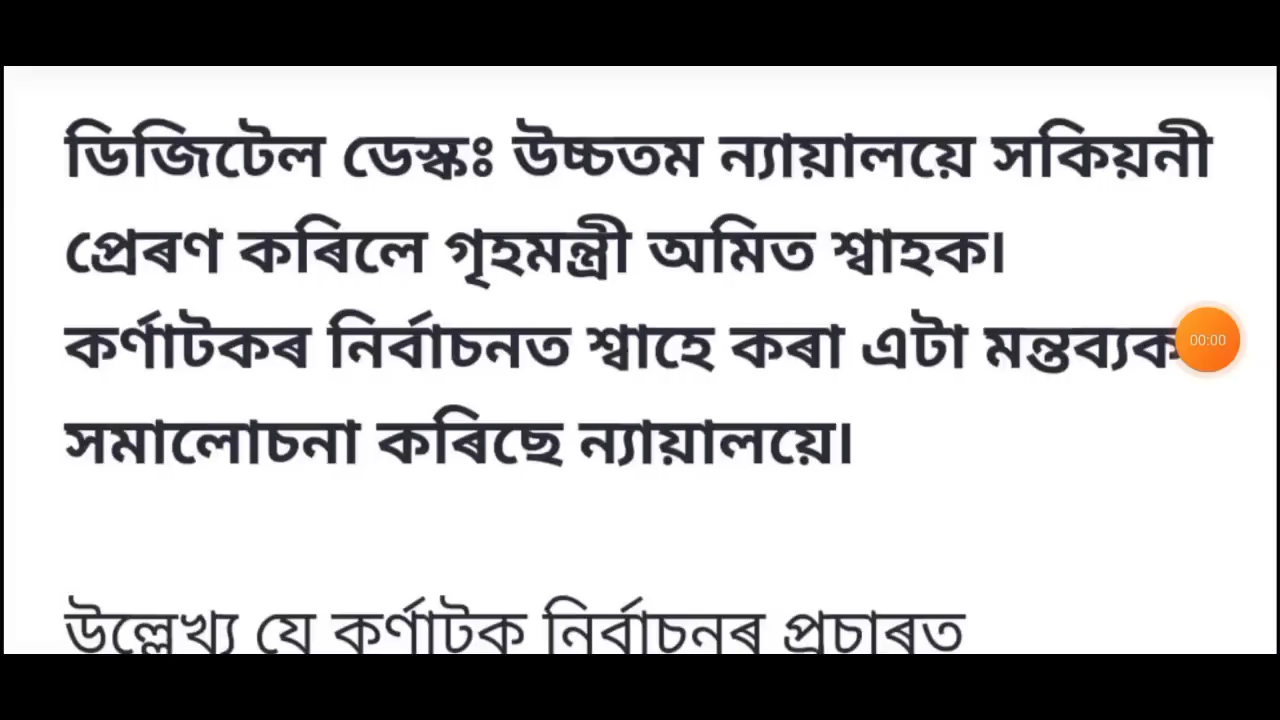 ডিজিটেল ডেস্কঃ উচ্চতম ন্যায়ালয়ে সকিয়নী
প্ৰেৰণ কৰিলে গৃহমন্ত্ৰী অমিত শ্বাহক।
কৰ্ণাটকৰ নিৰ্বাচনত শ্বাহে কৰা এটা মন্তব্যক
00:00
সমালোচনা কৰিছে ন্যায়ালয়ে।
উল্লেখ্য যে কৰ্ণাটক নিৰ্বাচনৰ প্ৰচাৰত